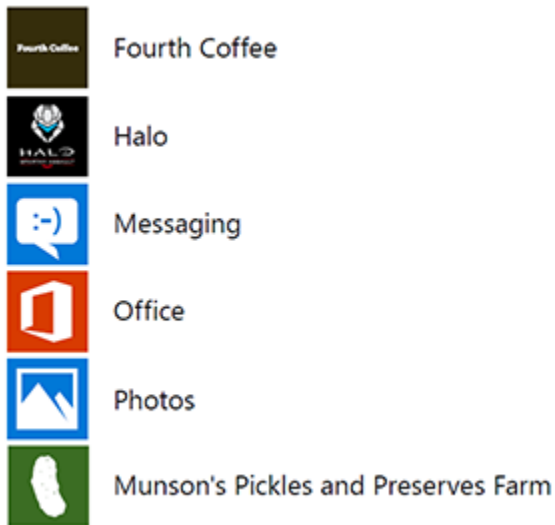 Fourth Coffee Fourth Coffee
HALO Halo
:-) Messaging
Office
Photos
Munson's Pickles and Preserves Farm